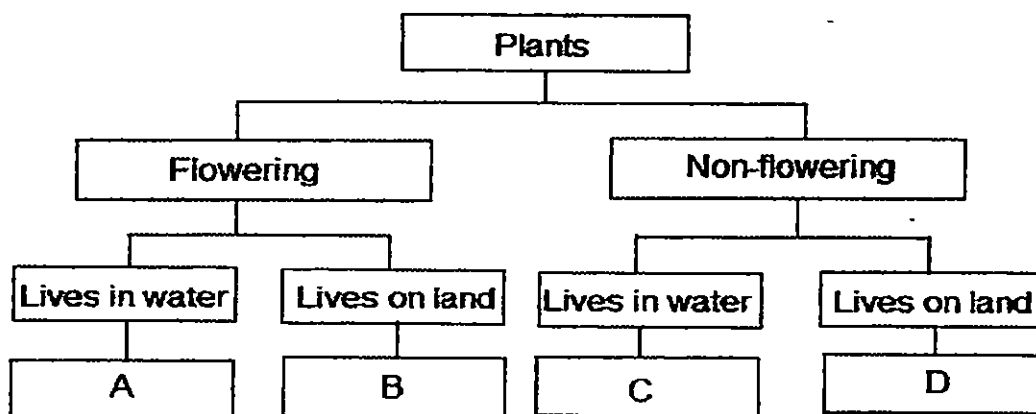 Plants
Flowering
Non-flowering
Lives in water
Lives on land
Lives in water
Lives on land
A
B
C
D